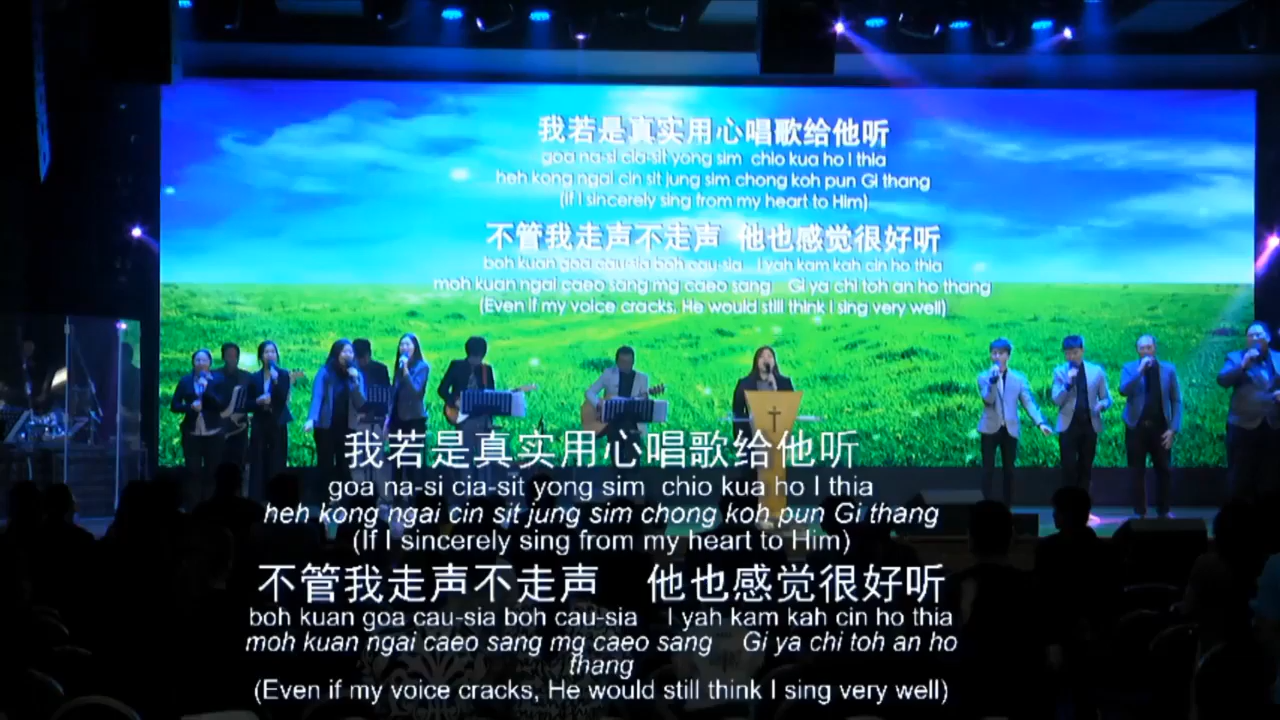 我若是真实用心唱歌给他听
goa na-si cia-sit yong sim chio kua ho I thia
heh kong ngai cin sit jung sim chong koh pun Gi thang
(If I sincerely sing from my heart to Him)
不管我走声不走声 他也感觉很好听
boh kuan goa cau-sia boh cau-sia I yah kam kah cin ho thia
moh kuan ngai caeo sang mg caeo sang Gi ya chi toh an ho thang
(Even if my voice cracks, He would still think I sing very well)
我若是真实用心唱歌给他听
goa na-si cia-sit yong sim chio kua ho I thia
heh kong ngai cin sit jung sim chong koh pun Gi thang
(If I sincerely sing from my heart to Him)
不管我走声不走声 他也感觉很好听
boh kuan goa cau-sia boh cau-sia I yah kam kah cin ho thia
moh kuan ngai caeo sang mg caeo sang Gi ya chi toh an ho
thang
(Even if my voice cracks, He would still think I sing very well)